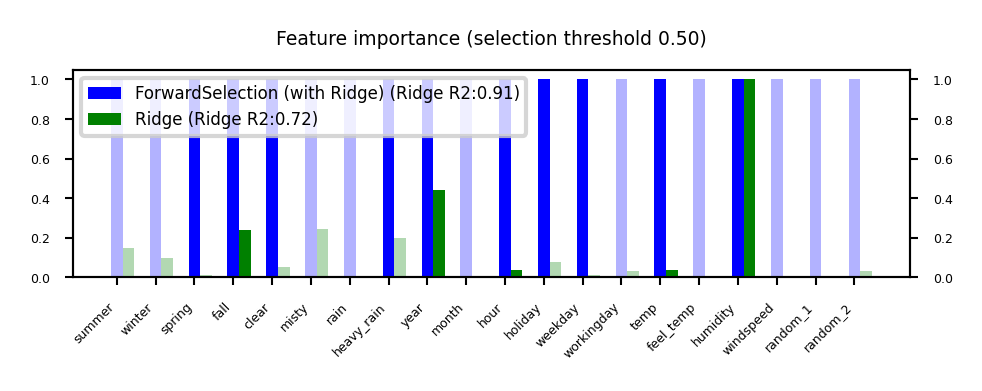 Feature importance (selection threshold 0.50)
1.0
0.8
0.6
0.4
0.2
0.0
ForwardSelection (with Ridge) (Ridge R2:0.91)
Ridge (Ridge R2:0.72)
1.0
0.8
0.6
0.4
0.2
0.0
summer
winter
spring
fall
clear
misty
rain
heavy_rain
year
month
hour
holiday
weekday
workingday
temp
feel_temp
humidity
windspeed
random_1
random_2